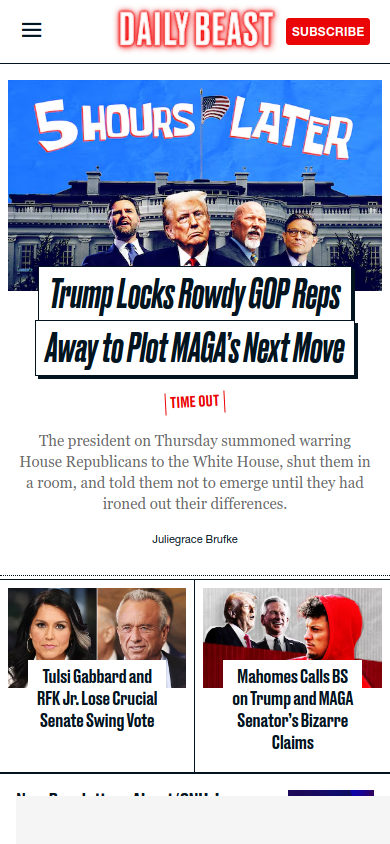 DAILY BEAST
SUBSCRIBE
5 HOURS LATER
Trump Locks Rowdy GOP Reps
Away to Plot MAGA's Next Move
TIME OUT
The president on Thursday summoned warring
House Republicans to the White House, shut them in
a room, and told them not to emerge until they had
ironed out their differences.
Juliegrace Brufke
Tulsi Gabbard and
RFK Jr. Lose Crucial
Senate Swing Vote
Mahomes Calls BS
on Trump and MAGA
Senator's Bizarre
Claims